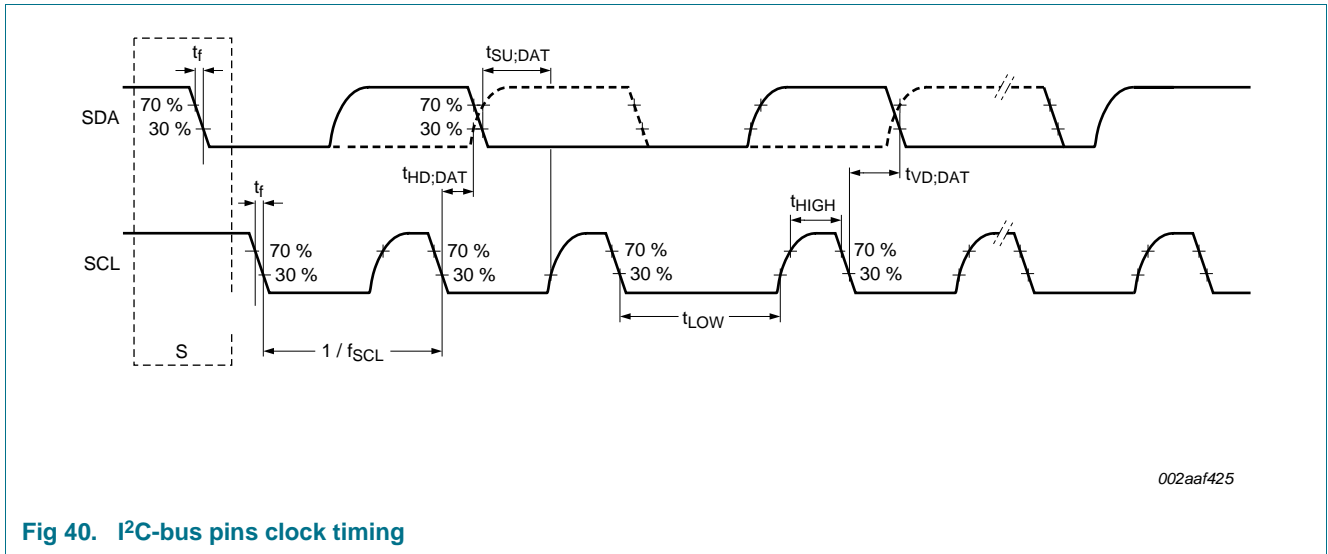 tf
tSU;DAT
SDA
70 %
30 %
70 %
30 %
tHD;DAT
tf
tHIGH
tVD;DAT
SCL
70 %
30 %
70 %
30 %
70 %
30 %
70 %
30 %
tLOW
S
1 / fSCL
002aaf425
Fig 40. I²C-bus pins clock timing